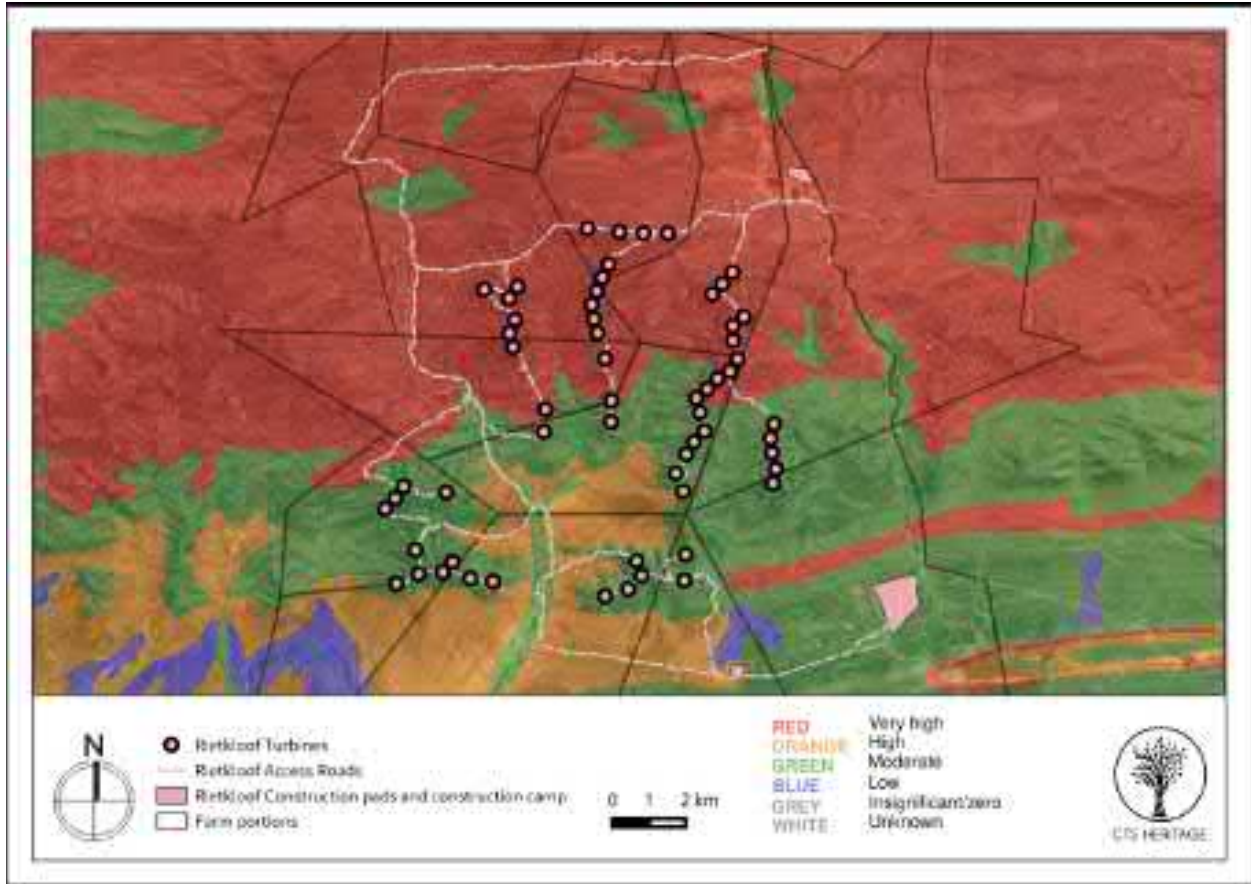 N
Rietkloof Turbines
Rietkloof Access Roads
Rietkloof Construction pads and construction camp
Farm portions
0 1 2 km
RED Very high
ORANGE High
GREEN Moderate
BLUE Low
GREY Insignificant/zero
WHITE Unknown
CTS HERITAGE